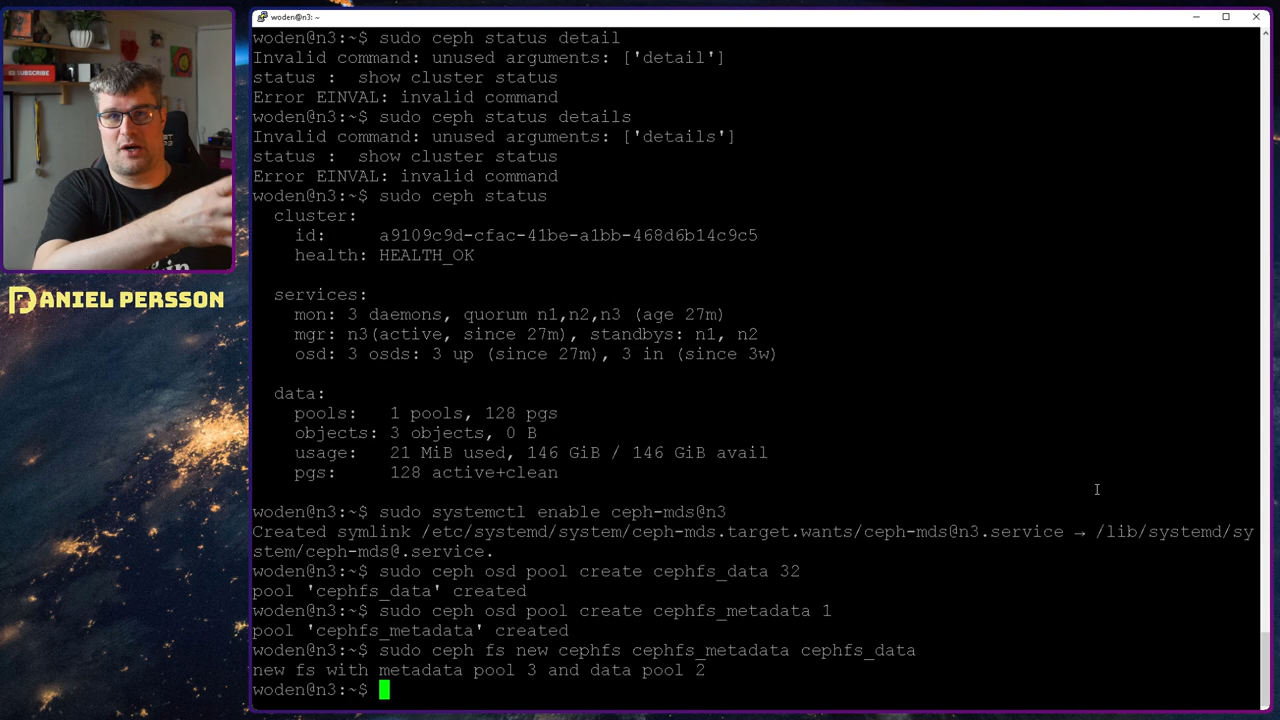 woden@n3: ~
woden@n3:~$ sudo ceph status detail
Invalid command: unused arguments: ['detail']
status :  show cluster status
Error EINVAL: invalid command
woden@n3:~$ sudo ceph status details
Invalid command: unused arguments: ['details']
status :  show cluster status
Error EINVAL: invalid command
woden@n3:~$ sudo ceph status
  cluster:
    id:     a9109c9d-cfac-41be-a1bb-468d6b14c9c5
    health: HEALTH_OK
  services:
    mon: 3 daemons, quorum n1,n2,n3 (age 27m)
    mgr: n3(active, since 27m), standbys: n1, n2
    osd: 3 osds: 3 up (since 27m), 3 in (since 3w)
  data:
    pools:   1 pools, 128 pgs
    objects: 3 objects, 0 B
    usage:   21 MiB used, 146 GiB / 146 GiB avail
    pgs:     128 active+clean
woden@n3:~$ sudo systemctl enable ceph-mds@n3
Created symlink /etc/systemd/system/ceph-mds.target.wants/ceph-mds@n3.service → /lib/systemd/sy
stem/ceph-mds@.service.
woden@n3:~$ sudo ceph osd pool create cephfs_data 32
pool 'cephfs_data' created
woden@n3:~$ sudo ceph osd pool create cephfs_metadata 1
pool 'cephfs_metadata' created
woden@n3:~$ sudo ceph fs new cephfs cephfs_metadata cephfs_data
new fs with metadata pool 3 and data pool 2
woden@n3:~$
SUBSCRIBE
DANIEL PERSSON